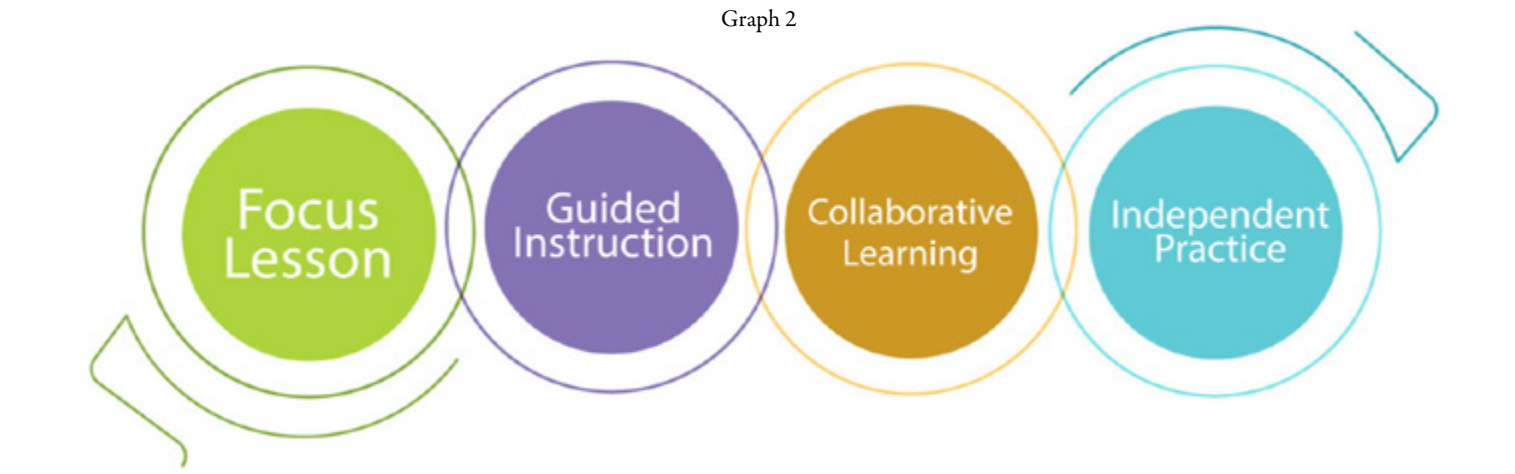 Graph 2
Focus
Lesson
Guided
Instruction
Collaborative
Learning
Independent
Practice